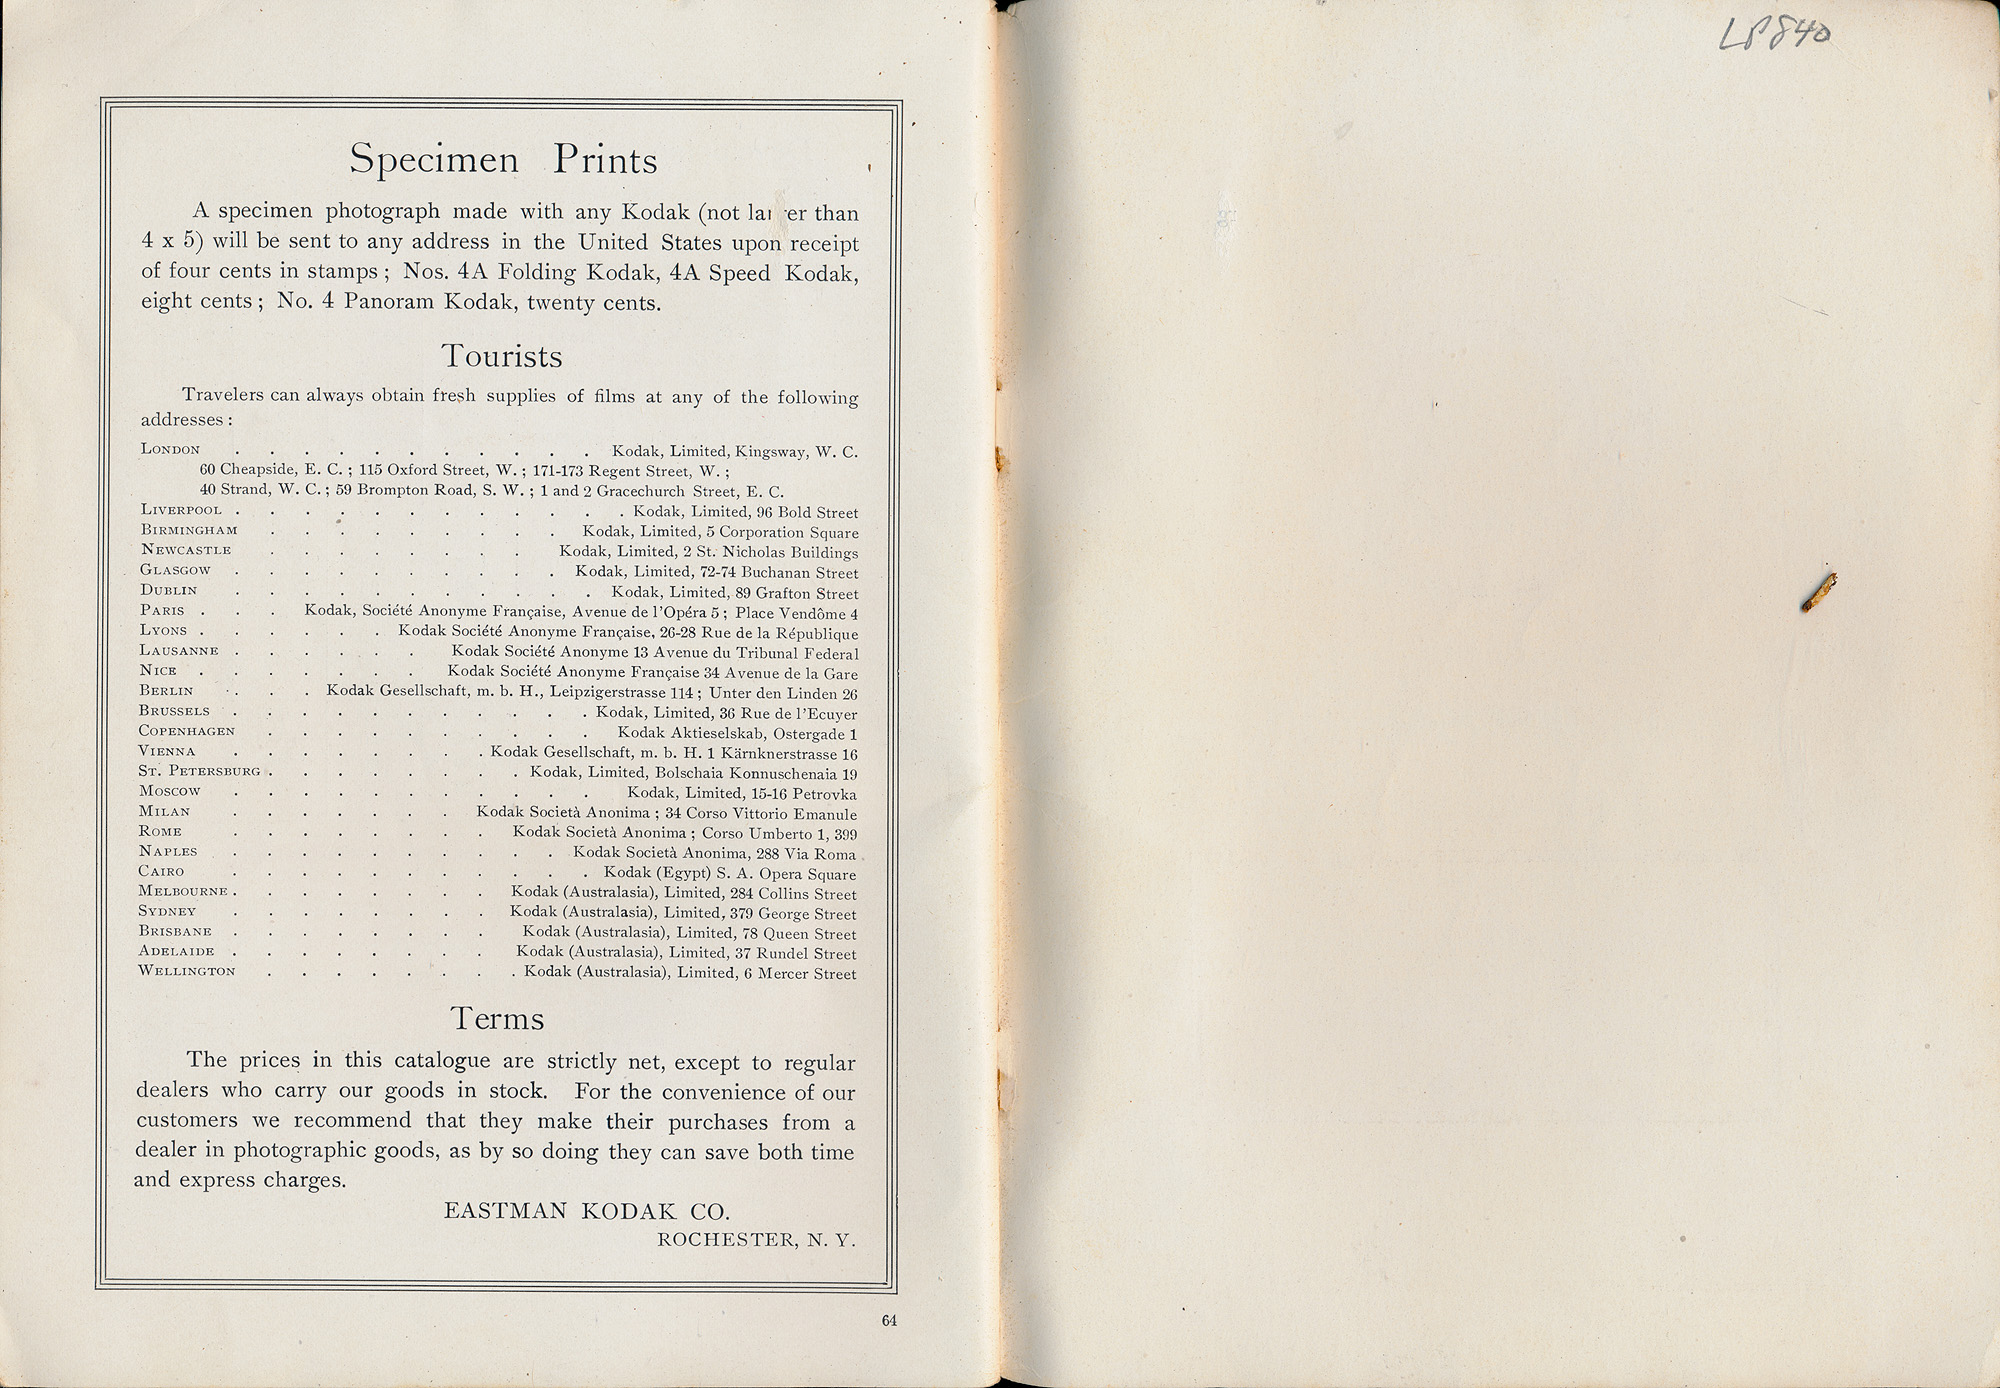 Specimen Prints
A specimen photograph made with any Kodak (not la er than
4 x 5) will be sent to any address in the United States upon receipt
of four cents in stamps; Nos. 4A Folding Kodak, 4A Speed Kodak,
eight cents; No. 4 Panoram Kodak, twenty cents.
Tourists
Travelers can always obtain fresh supplies of films at any of the following
addresses:
LONDON . . . . . . . . . . . Kodak, Limited, Kingsway, W. C.
60 Cheapside, E. C.; 115 Oxford Street, W.; 171-173 Regent Street, W.;
40 Strand, W. C.; 59 Brompton Road, S. W.; 1 and 2 Gracechurch Street, E. C.
LIVERPOOL . . . . . . . . . . . . Kodak, Limited, 96 Bold Street
BIRMINGHAM . . . . . . . . . Kodak, Limited, 5 Corporation Square
NEWCASTLE . . . . . . . . Kodak, Limited, 2 St. Nicholas Buildings
GLASGOW . . . . . . . . . . Kodak, Limited, 72-74 Buchanan Street
DUBLIN . . . . . . . . . . . Kodak, Limited, 89 Grafton Street
PARIS . . . Kodak, Société Anonyme Française, Avenue de l'Opéra 5; Place Vendôme 4
LYONS . . . . . . Kodak Société Anonyme Française, 26-28 Rue de la République
LAUSANNE . . . . . . Kodak Société Anonyme 13 Avenue du Tribunal Federal
NICE . . . . . . . Kodak Société Anonyme Française 34 Avenue de la Gare
BERLIN . . . Kodak Gesellschaft, m. b. H., Leipzigerstrasse 114; Unter den Linden 26
BRUSSELS . . . . . . . . . . . Kodak, Limited, 36 Rue de l'Ecuyer
COPENHAGEN . . . . . . . . . . Kodak Aktieselskab, Ostergade 1
VIENNA . . . . . . . . Kodak Gesellschaft, m. b. H. 1 Kärnknerstrasse 16
ST. PETERSBURG . . . . . . . . Kodak, Limited, Bolschaia Konnuschenaia 19
MOSCOW . . . . . . . . . . . Kodak, Limited, 15-16 Petrovka
MILAN . . . . . . . Kodak Società Anonima; 34 Corso Vittorio Emanule
ROME . . . . . . . . Kodak Società Anonima; Corso Umberto 1, 399
NAPLES . . . . . . . . . . Kodak Società Anonima, 288 Via Roma
CAIRO . . . . . . . . . . . Kodak (Egypt) S. A. Opera Square
MELBOURNE . . . . . . . . Kodak (Australasia), Limited, 284 Collins Street
SYDNEY . . . . . . . . Kodak (Australasia), Limited, 379 George Street
BRISBANE . . . . . . . . Kodak (Australasia), Limited, 78 Queen Street
ADELAIDE . . . . . . . . Kodak (Australasia), Limited, 37 Rundel Street
WELLINGTON . . . . . . . . Kodak (Australasia), Limited, 6 Mercer Street
Terms
The prices in this catalogue are strictly net, except to regular
dealers who carry our goods in stock. For the convenience of our
customers we recommend that they make their purchases from a
dealer in photographic goods, as by so doing they can save both time
and express charges.
EASTMAN KODAK CO.
ROCHESTER, N. Y.
64
LP840